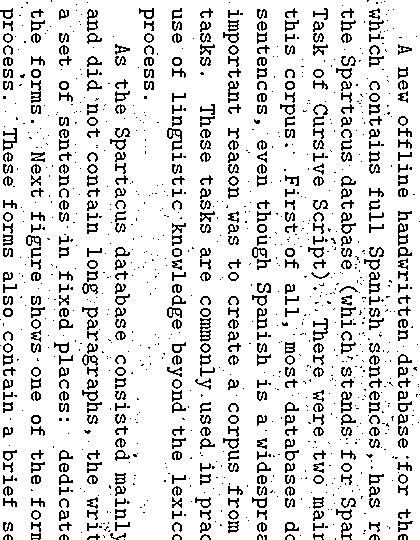 A new offline handwritten database for the
which contains full Spanish sentences, has re
the Spartacus database (which stands for Spar
Task of Cursive Script). There were two main
this corpus. First of all, most databases do
sentences, even though Spanish is a widesprea
important reason was to create a corpus from
tasks. These tasks are commonly used in prac
use of linguistic knowledge beyond the lexico
process.
As the Spartacus database consisted mainly
and did not contain long paragraphs, the writ
a set of sentences in fixed places: dedicate
the forms. Next figure shows one of the form
process. These forms also contain a brief se